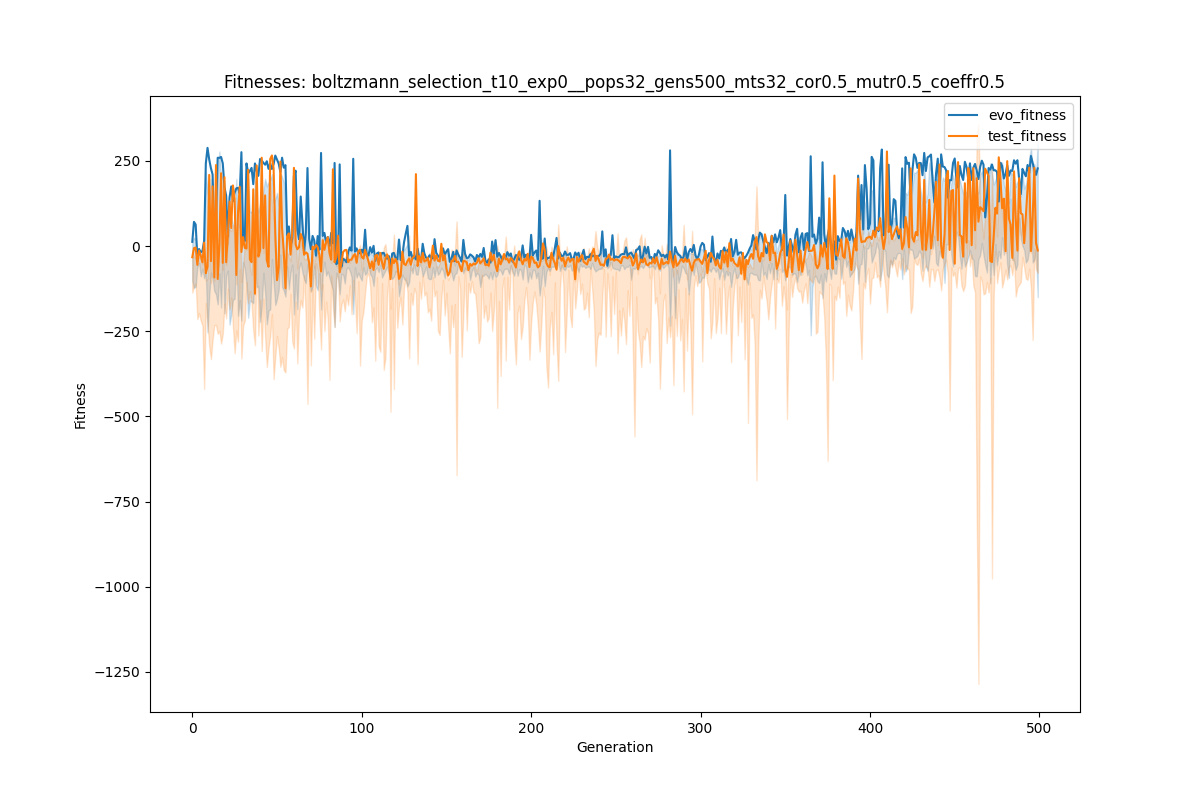 Fitnesses: boltzmann_selection_t10_exp0__pops32_gens500_mts32_cor0.5_mutr0.5_coeffr0.5
evo_fitness
test_fitness
250
0
−250
−500
−750
−1000
−1250
Fitness
0 100 200 300 400 500
Generation